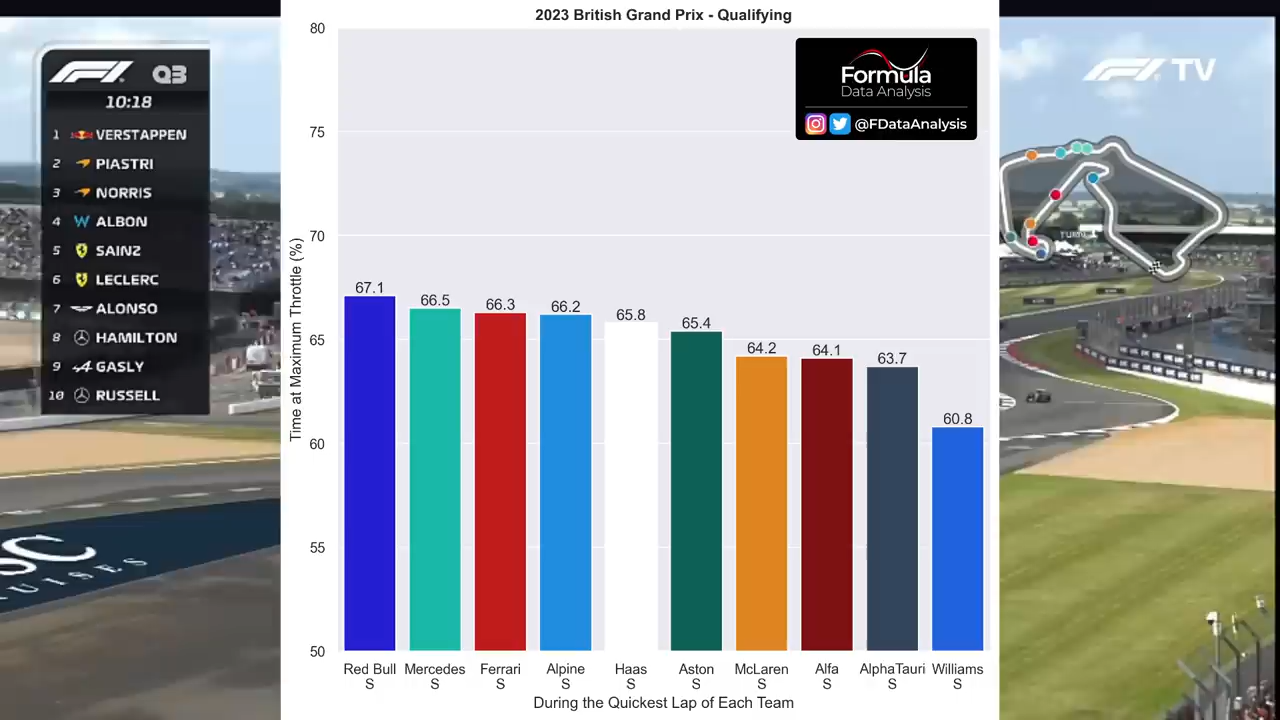 2023 British Grand Prix - Qualifying
F1 Q3
10:18
1 VERSTAPPEN
2 PIASTRI
3 NORRIS
4 ALBON
5 SAINZ
6 LECLERC
7 ALONSO
8 HAMILTON
9 GASLY
10 RUSSELL
Formula
Data Analysis
@FDataAnalysis
F1 TV
TURN 1
SC
CRUISES
Time at Maximum Throttle (%)
80
75
70
65
60
55
50
67.1
66.5
66.3
66.2
65.8
65.4
64.2
64.1
63.7
60.8
Red Bull Mercedes Ferrari Alpine Haas Aston McLaren Alfa AlphaTauri Williams
S S S S S S S S S S
During the Quickest Lap of Each Team